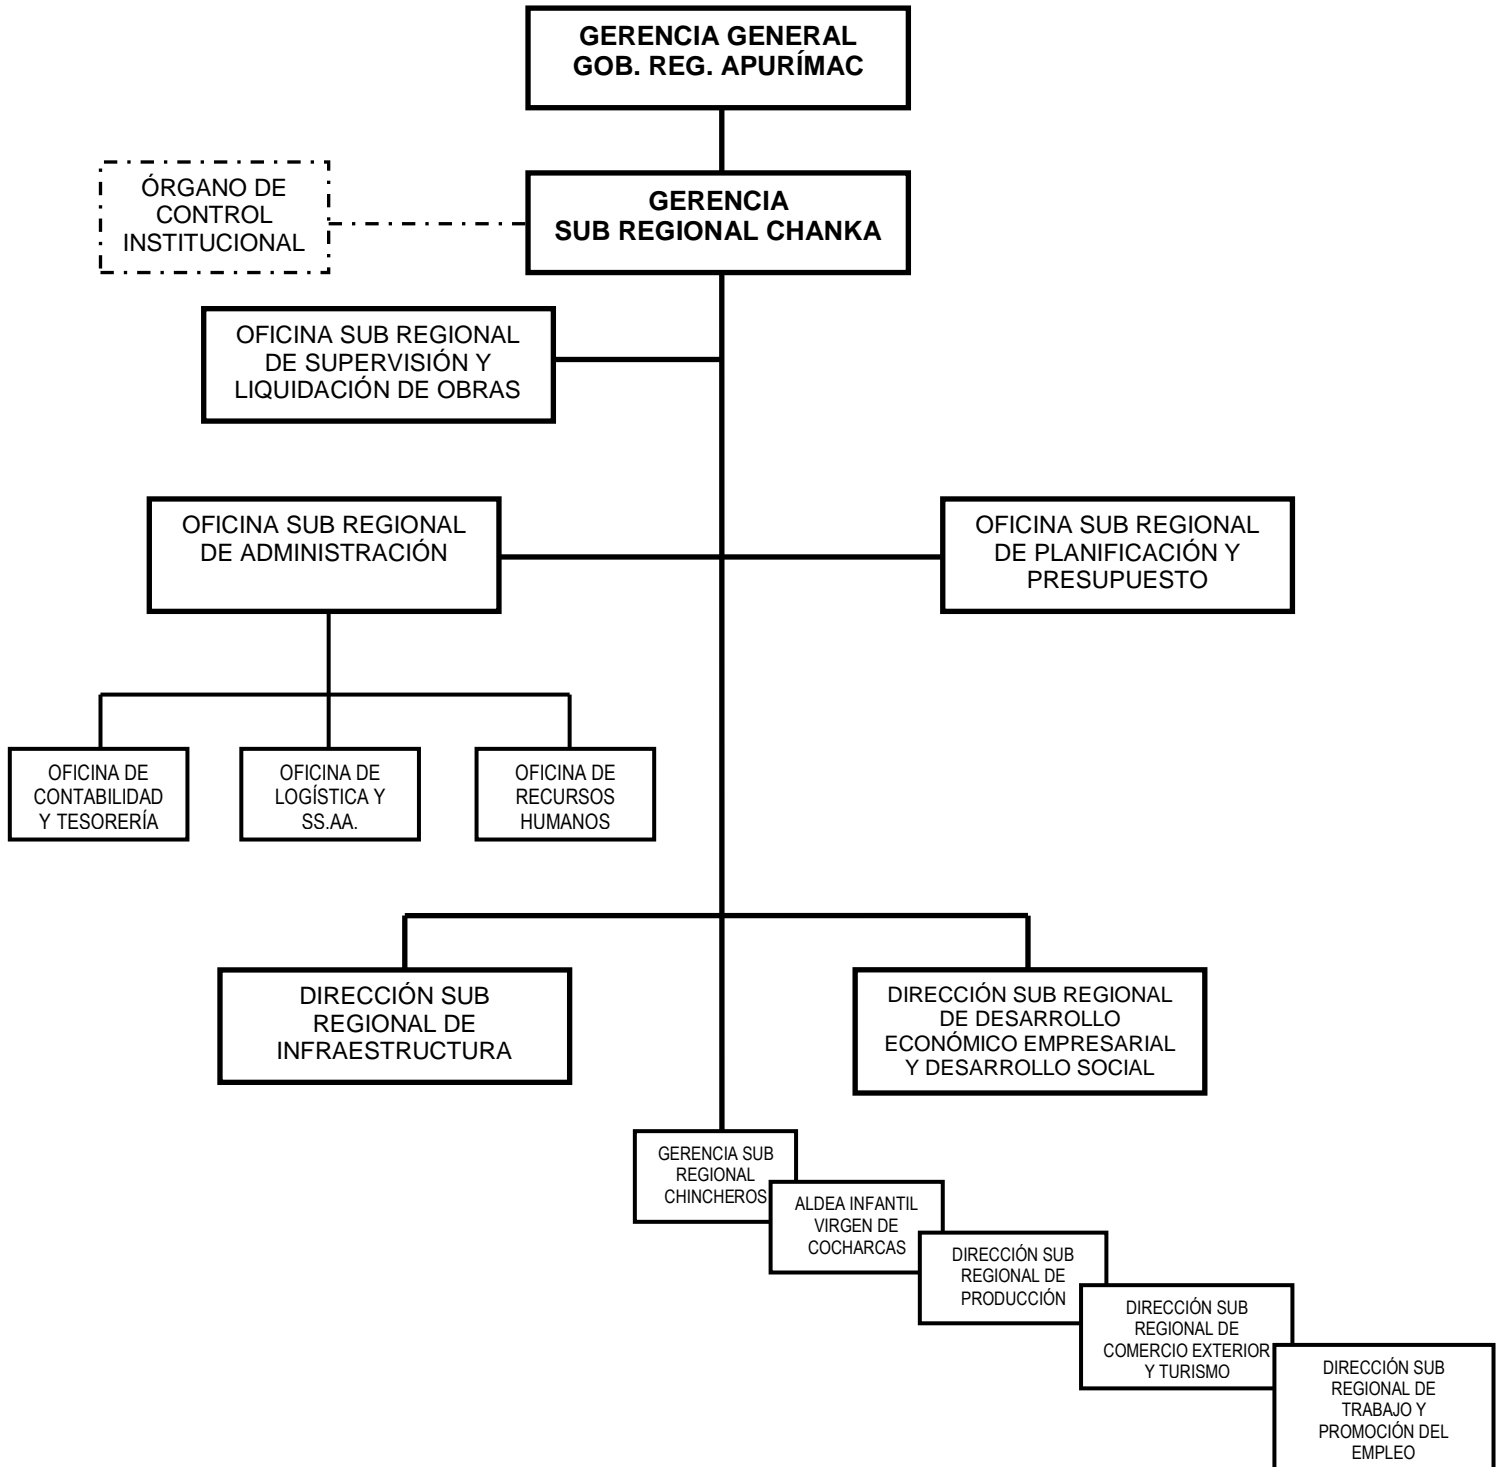 GERENCIA GENERAL
GOB. REG. APURÍMAC
ÓRGANO DE
CONTROL
INSTITUCIONAL
GERENCIA
SUB REGIONAL CHANKA
OFICINA SUB REGIONAL
DE SUPERVISIÓN Y
LIQUIDACIÓN DE OBRAS
OFICINA SUB REGIONAL
DE ADMINISTRACIÓN
OFICINA SUB REGIONAL
DE PLANIFICACIÓN Y
PRESUPUESTO
OFICINA DE
CONTABILIDAD
Y TESORERÍA
OFICINA DE
LOGÍSTICA Y
SS.AA.
OFICINA DE
RECURSOS
HUMANOS
DIRECCIÓN SUB
REGIONAL DE
INFRAESTRUCTURA
DIRECCIÓN SUB REGIONAL
DE DESARROLLO
ECONÓMICO EMPRESARIAL
Y DESARROLLO SOCIAL
GERENCIA SUB
REGIONAL
CHINCHEROS
ALDEA INFANTIL
VIRGEN DE
COCHARCAS
DIRECCIÓN SUB
REGIONAL DE
PRODUCCIÓN
DIRECCIÓN SUB
REGIONAL DE
COMERCIO EXTERIOR
Y TURISMO
DIRECCIÓN SUB
REGIONAL DE
TRABAJO Y
PROMOCIÓN DEL
EMPLEO